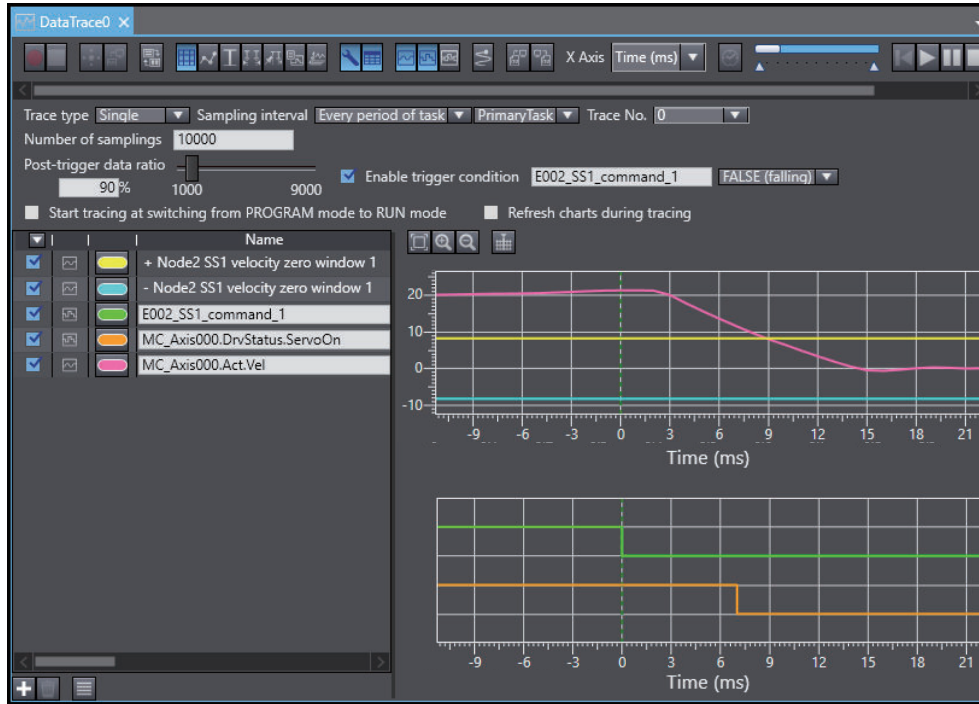 DataTrace0
X Axis Time (ms)
Trace type Single Sampling interval Every period of task PrimaryTask Trace No. 0
Number of samplings 10000
Post-trigger data ratio
90 % 1000 9000
Enable trigger condition E002_SS1_command_1 FALSE (falling)
Start tracing at switching from PROGRAM mode to RUN mode Refresh charts during tracing
Name
+ Node2 SS1 velocity zero window 1
- Node2 SS1 velocity zero window 1
E002_SS1_command_1
MC_Axis000.DrvStatus.ServoOn
MC_Axis000.Act.Vel
20
10
0
-10
-9 -6 -3 0 3 6 9 12 15 18 21
Time (ms)
-9 -6 -3 0 3 6 9 12 15 18 21
Time (ms)